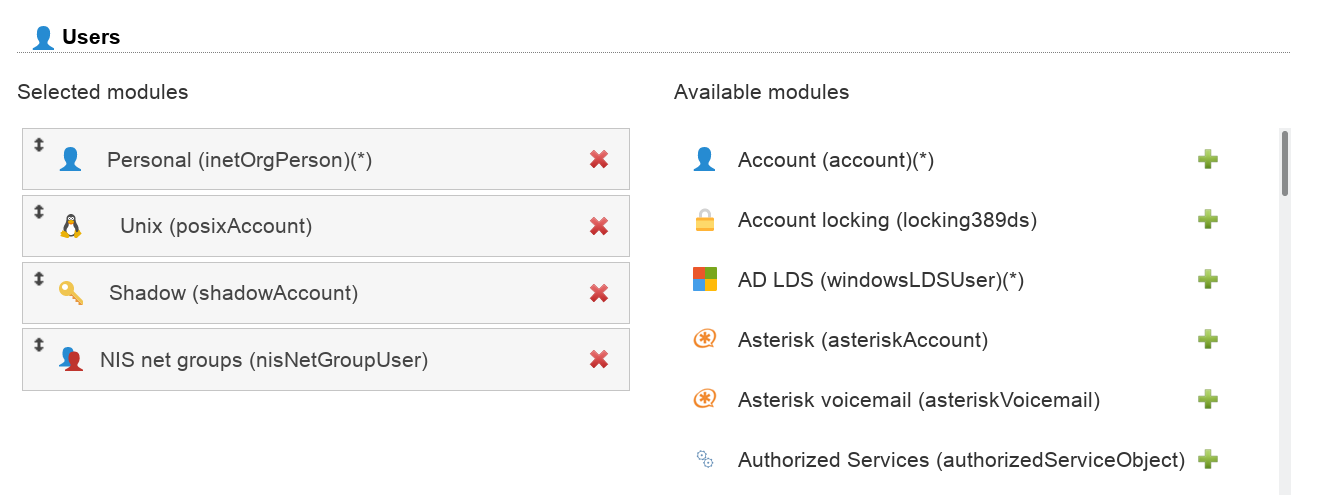 Users
Selected modules
Available modules
Personal (inetOrgPerson)(*)
Unix (posixAccount)
Shadow (shadowAccount)
NIS net groups (nisNetGroupUser)
Account (account)(*)
Account locking (locking389ds)
AD LDS (windowsLDSUser)(*)
Asterisk (asteriskAccount)
Asterisk voicemail (asteriskVoicemail)
Authorized Services (authorizedServiceObject)